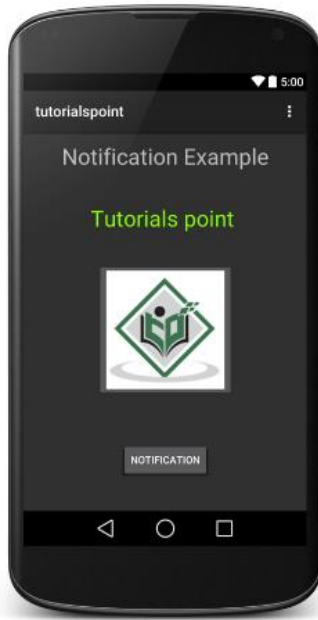 5:00
tutorialspoint
Notification Example
Tutorials point
NOTIFICATION